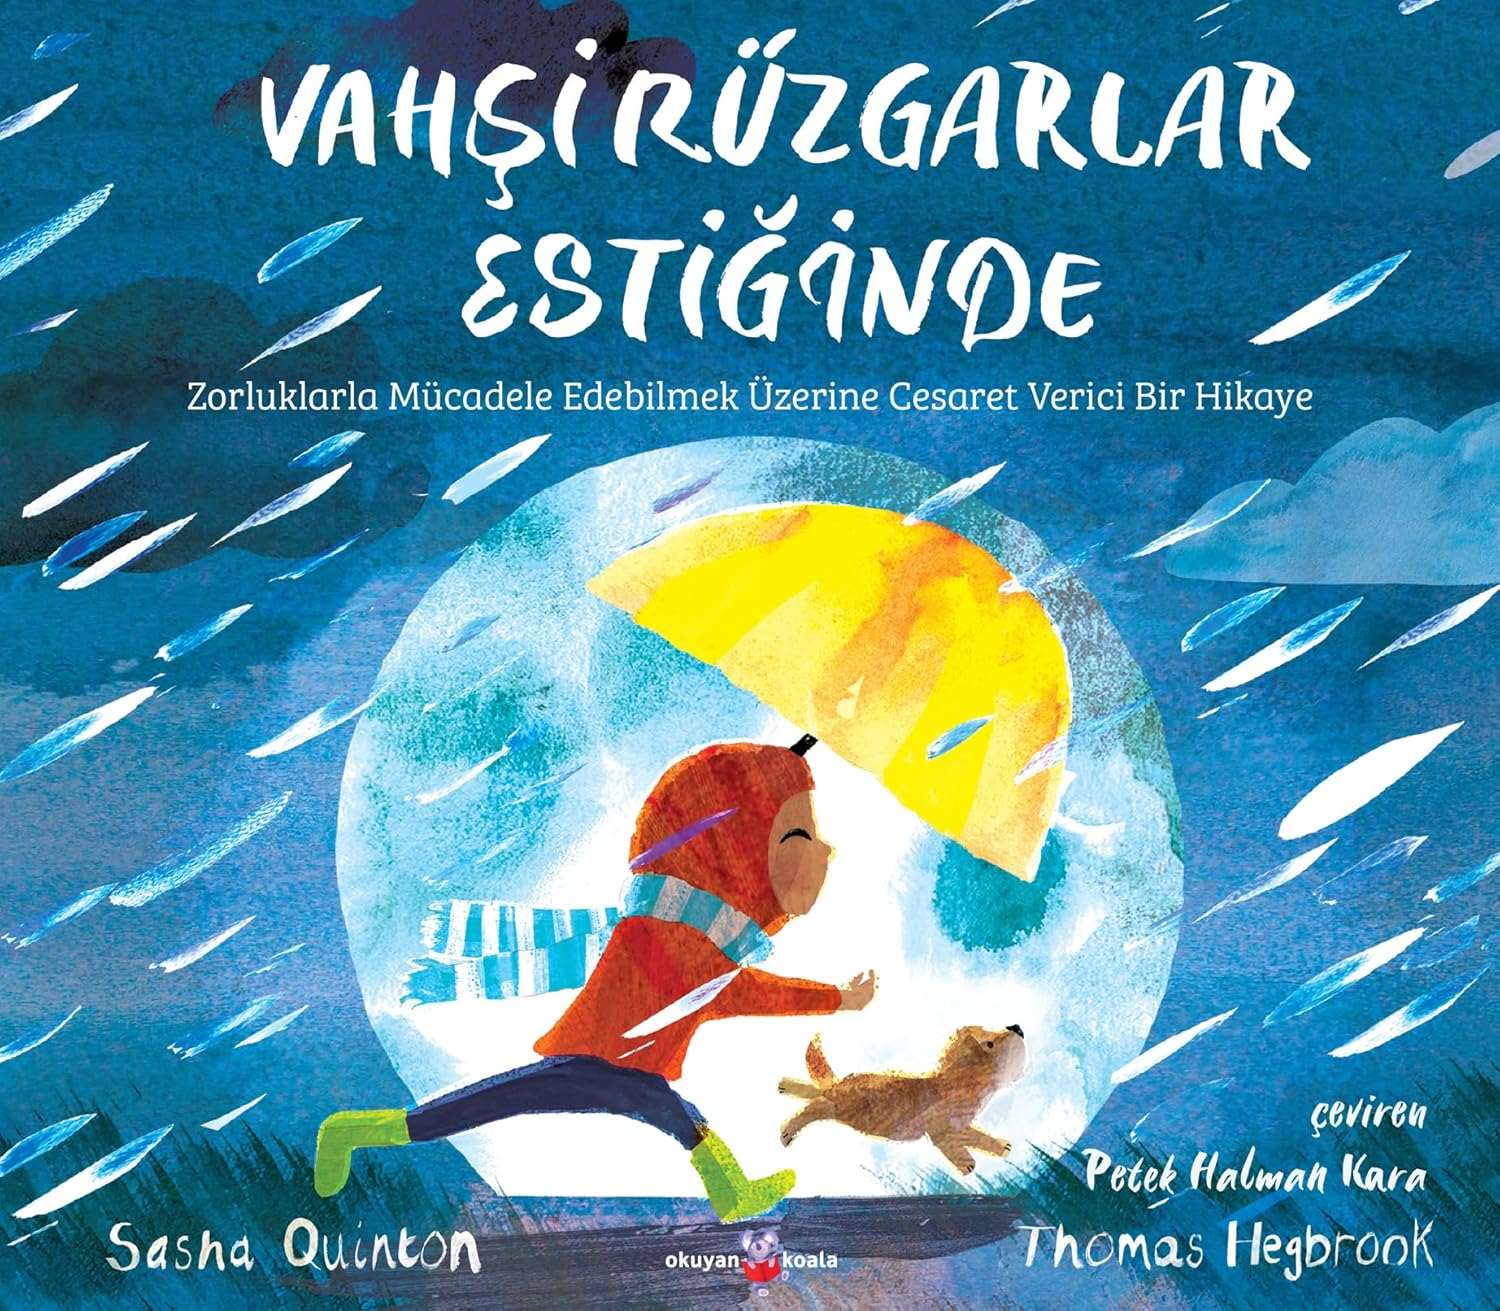 VAHŞİ RÜZGARLAR
ESTİĞİNDE
Zorluklarla Mücadele Edebilmek Üzerine Cesaret Verici Bir Hikaye
çeviren
Petek Halman Kara
Sasha Quinton
okuyan koala
Thomas Hegbrook